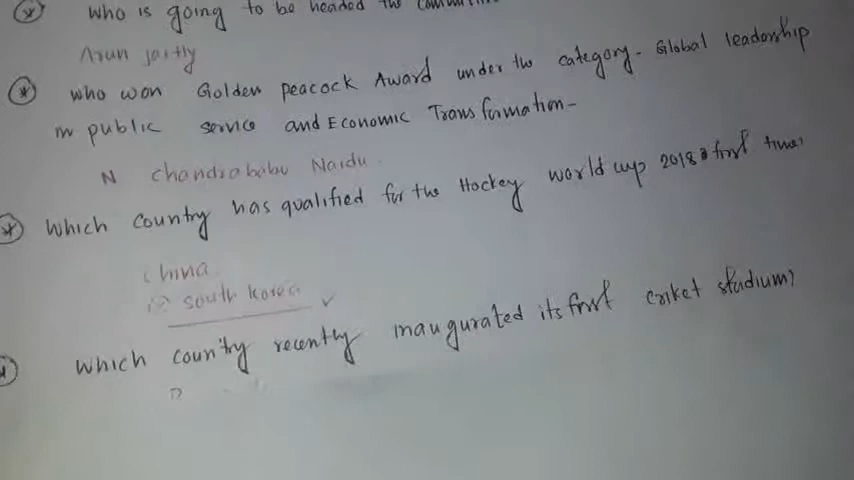 who is going to be headed the
Arun jartly
who won Golden peacock Award under the category - Global leadership
in public service and Economic Transformation -
N chandrababu Naidu.
Which country has qualified for the Hockey world cup 2018 first time?
China
south korea ✓
which country recently inaugurated its first criket stadium?